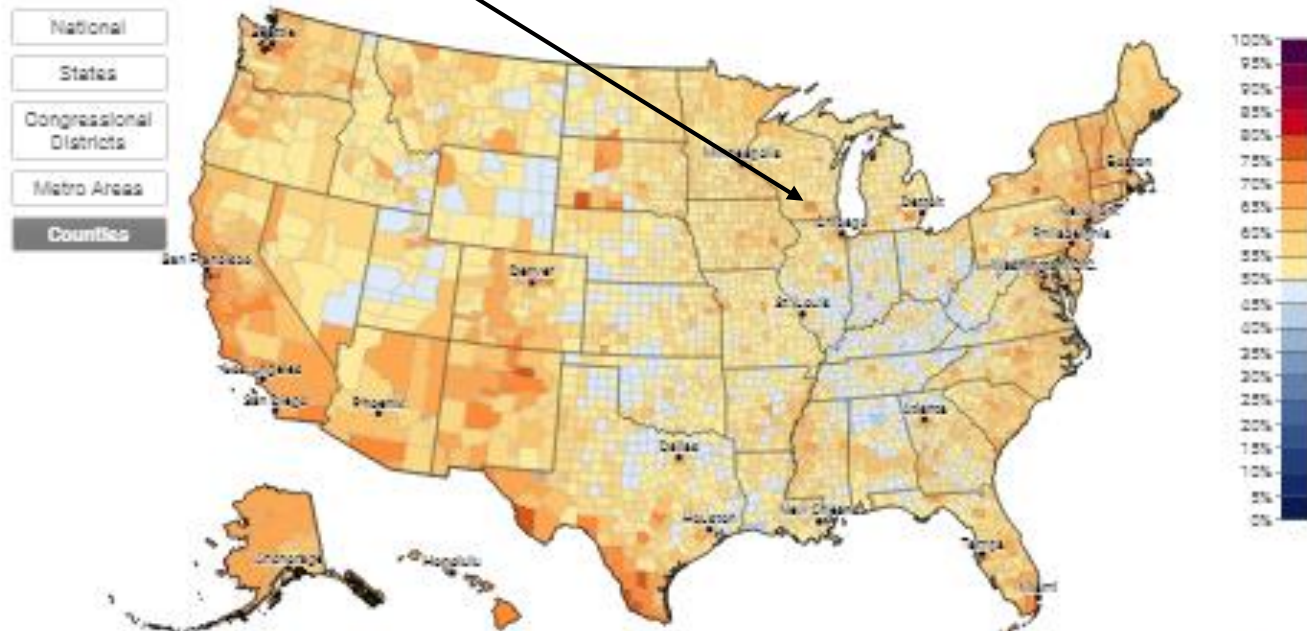 National
States
Congressional
Districts
Metro Areas
Counties
Seattle
Minneapolis
Boston
Detroit
Chicago
Philadelphia
San Francisco
Denver
St. Louis
Los Angeles
San Diego
Phoenix
Atlanta
Dallas
Houston
New Orleans
Tampa
Miami
Anchorage
Honolulu
100%
95%
90%
85%
80%
75%
70%
65%
60%
55%
50%
45%
40%
35%
30%
25%
20%
15%
10%
5%
0%